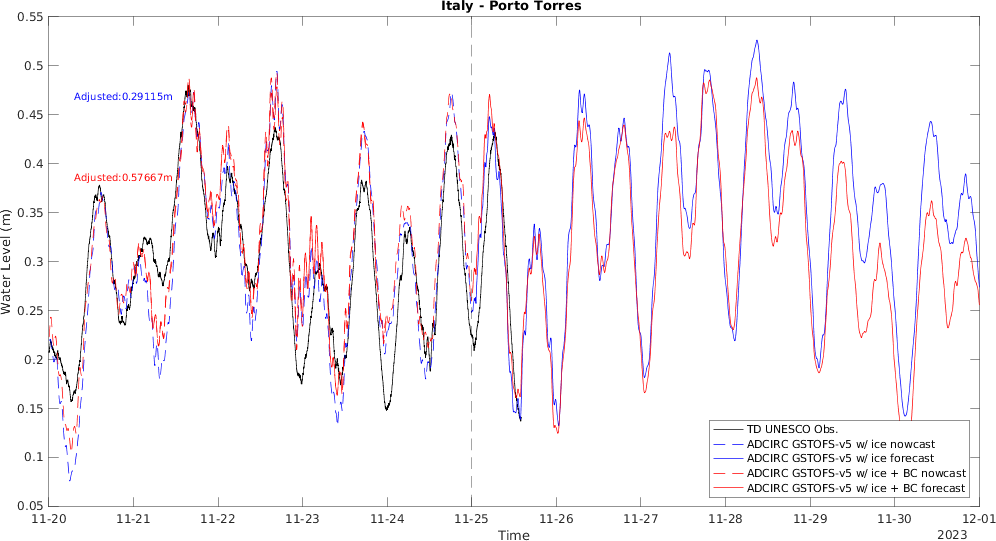 Italy - Porto Torres
Water Level (m)
0.55
0.5
0.45
0.4
0.35
0.3
0.25
0.2
0.15
0.1
0.05
Adjusted:0.29115m
Adjusted:0.57667m
TD UNESCO Obs.
ADCIRC GSTOFS-v5 w/ ice nowcast
ADCIRC GSTOFS-v5 w/ ice forecast
ADCIRC GSTOFS-v5 w/ ice + BC nowcast
ADCIRC GSTOFS-v5 w/ ice + BC forecast
11-20 11-21 11-22 11-23 11-24 11-25 11-26 11-27 11-28 11-29 11-30 12-01
Time
2023